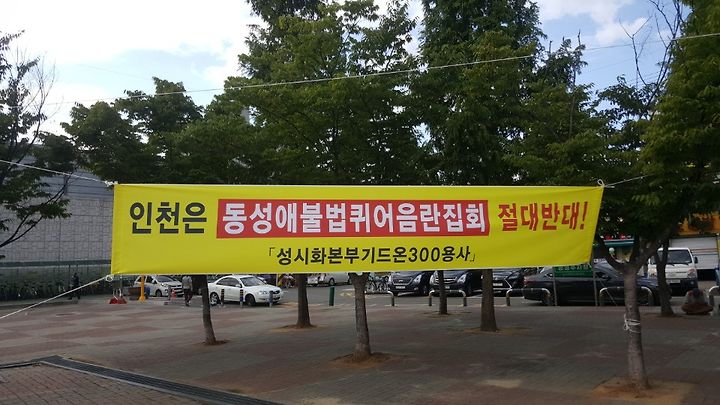 인천은 동성애불법퀴어음란집회 절대반대!
「성시화본부기드온300용사」